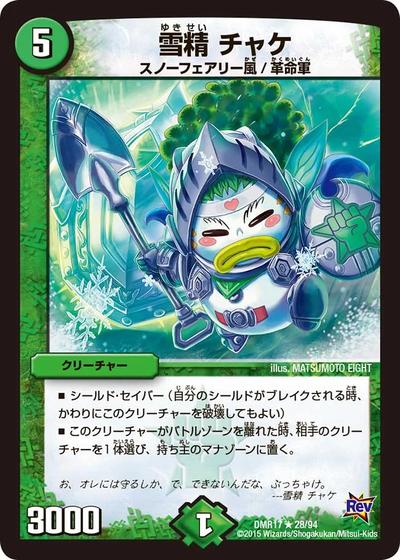 5
ゆきせい
雪精 チャケ
かぜ かくめいぐん
スノーフェアリー風 / 革命軍
クリーチャー
illus. MATSUMOTO EIGHT
■ シールド・セイバー (自分のシールドがブレイクされる時、
かわりにこのクリーチャーを破壊してもよい)
■ このクリーチャーがバトルゾーンを離れた時、相手のクリー
チャーを1体選び、持ち主のマナゾーンに置く。
お、オレには守るしか、で、できないんだな、ぶっちゃけ。
---雪精 チャケ
3000
1
Rev
DMR17 ★ 28/94
©2015 Wizards/Shogakukan/Mitsui-Kids